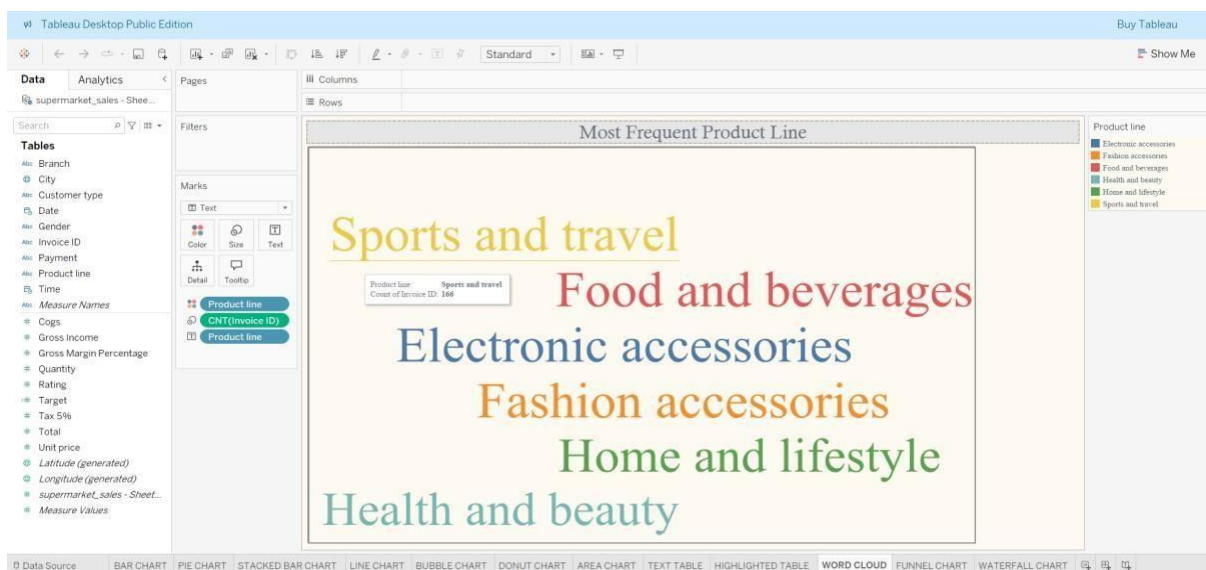 Tableau Desktop Public Edition
Buy Tableau
Standard
Show Me
Data
Analytics
supermarket_sales - Shee...
Search
Tables
Abc Branch
City
Abc Customer type
Date
Abc Gender
Abc Invoice ID
Abc Payment
Abc Product line
Time
Abc Measure Names
# Cogs
# Gross Income
# Gross Margin Percentage
# Quantity
# Rating
# Target
# Tax 5%
# Total
# Unit price
Latitude (generated)
Longitude (generated)
# supermarket_sales - Sheet...
# Measure Values
Pages
Filters
Marks
Text
Color
Size
Text
Detail
Tooltip
Product line
CNT(Invoice ID)
Product line
Columns
Rows
Most Frequent Product Line
Sports and travel
Product line: Sports and travel
Count of Invoice ID: 166
Food and beverages
Electronic accessories
Fashion accessories
Home and lifestyle
Health and beauty
Product line
Electronic accessories
Fashion accessories
Food and beverages
Health and beauty
Home and lifestyle
Sports and travel
Data Source
BAR CHART
PIE CHART
STACKED BAR CHART
LINE CHART
BUBBLE CHART
DONUT CHART
AREA CHART
TEXT TABLE
HIGHLIGHTED TABLE
WORD CLOUD
FUNNEL CHART
WATERFALL CHART